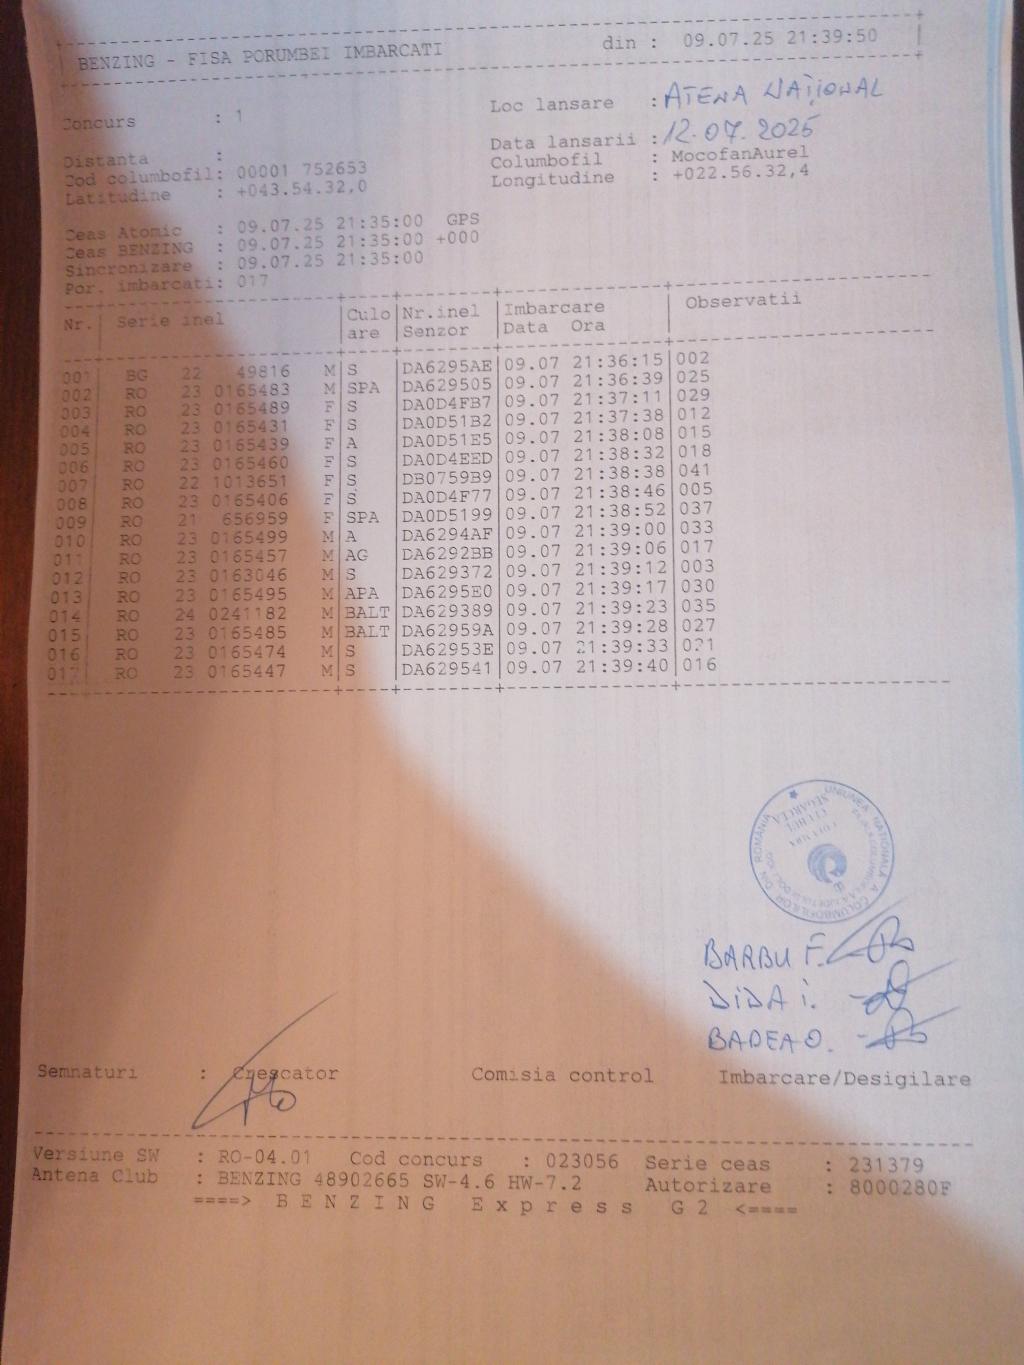 BENZING - FISA PORUMBEI IMBARCATI din : 09.07.25 21:39:50
Concurs : 1 Loc lansare : ATENA NAȚIONAL
Distanta : Data lansarii : 12.07.2025
Cod columbofil: 00001 752653 Columbofil : MocofanAurel
Latitudine : +043.54.32,0 Longitudine : +022.56.32,4
Ceas Atomic : 09.07.25 21:35:00 GPS
Ceas BENZING : 09.07.25 21:35:00 +000
Sincronizare : 09.07.25 21:35:00
Por. imbarcati: 017
Nr. Serie inel Culo Nr.inel Imbarcare Observatii
are Senzor Data Ora
001 BG 22 49816 M S DA6295AE 09.07 21:36:15 002
002 RO 23 0165483 M SPA DA629505 09.07 21:36:39 025
003 RO 23 0165489 F S DA0D4FB7 09.07 21:37:11 029
004 RO 23 0165431 F S DA0D51B2 09.07 21:37:38 012
005 RO 23 0165439 F A DA0D51E5 09.07 21:38:08 015
006 RO 23 0165460 F S DA0D4EED 09.07 21:38:32 018
007 RO 22 1013651 F S DB0759B9 09.07 21:38:38 041
008 RO 23 0165406 F S DA0D4F77 09.07 21:38:46 005
009 RO 21 656959 F SPA DA0D5199 09.07 21:38:52 037
010 RO 23 0165499 M A DA6294AF 09.07 21:39:00 033
011 RO 23 0165457 M AG DA6292BB 09.07 21:39:06 017
012 RO 23 0163046 M S DA629372 09.07 21:39:12 003
013 RO 23 0165495 M APA DA6295E0 09.07 21:39:17 030
014 RO 24 0241182 M BALT DA629389 09.07 21:39:23 035
015 RO 23 0165485 M BALT DA62959A 09.07 21:39:28 027
016 RO 23 0165474 M S DA62953E 09.07 21:39:33 021
017 RO 23 0165447 M S DA629541 09.07 21:39:40 016
UNIUNEA NATIONALA A COLUMBOFILILOR DIN ROMANIA
CLUBUL
SEGARCEA
BARBU F.
DIDA I.
BADEA O.
Semnaturi : Crescator Comisia control Imbarcare/Desigilare
Versiune SW : RO-04.01 Cod concurs : 023056 Serie ceas : 231379
Antena Club : BENZING 48902665 SW-4.6 HW-7.2 Autorizare : 8000280F
====> BENZING Express G2 <====